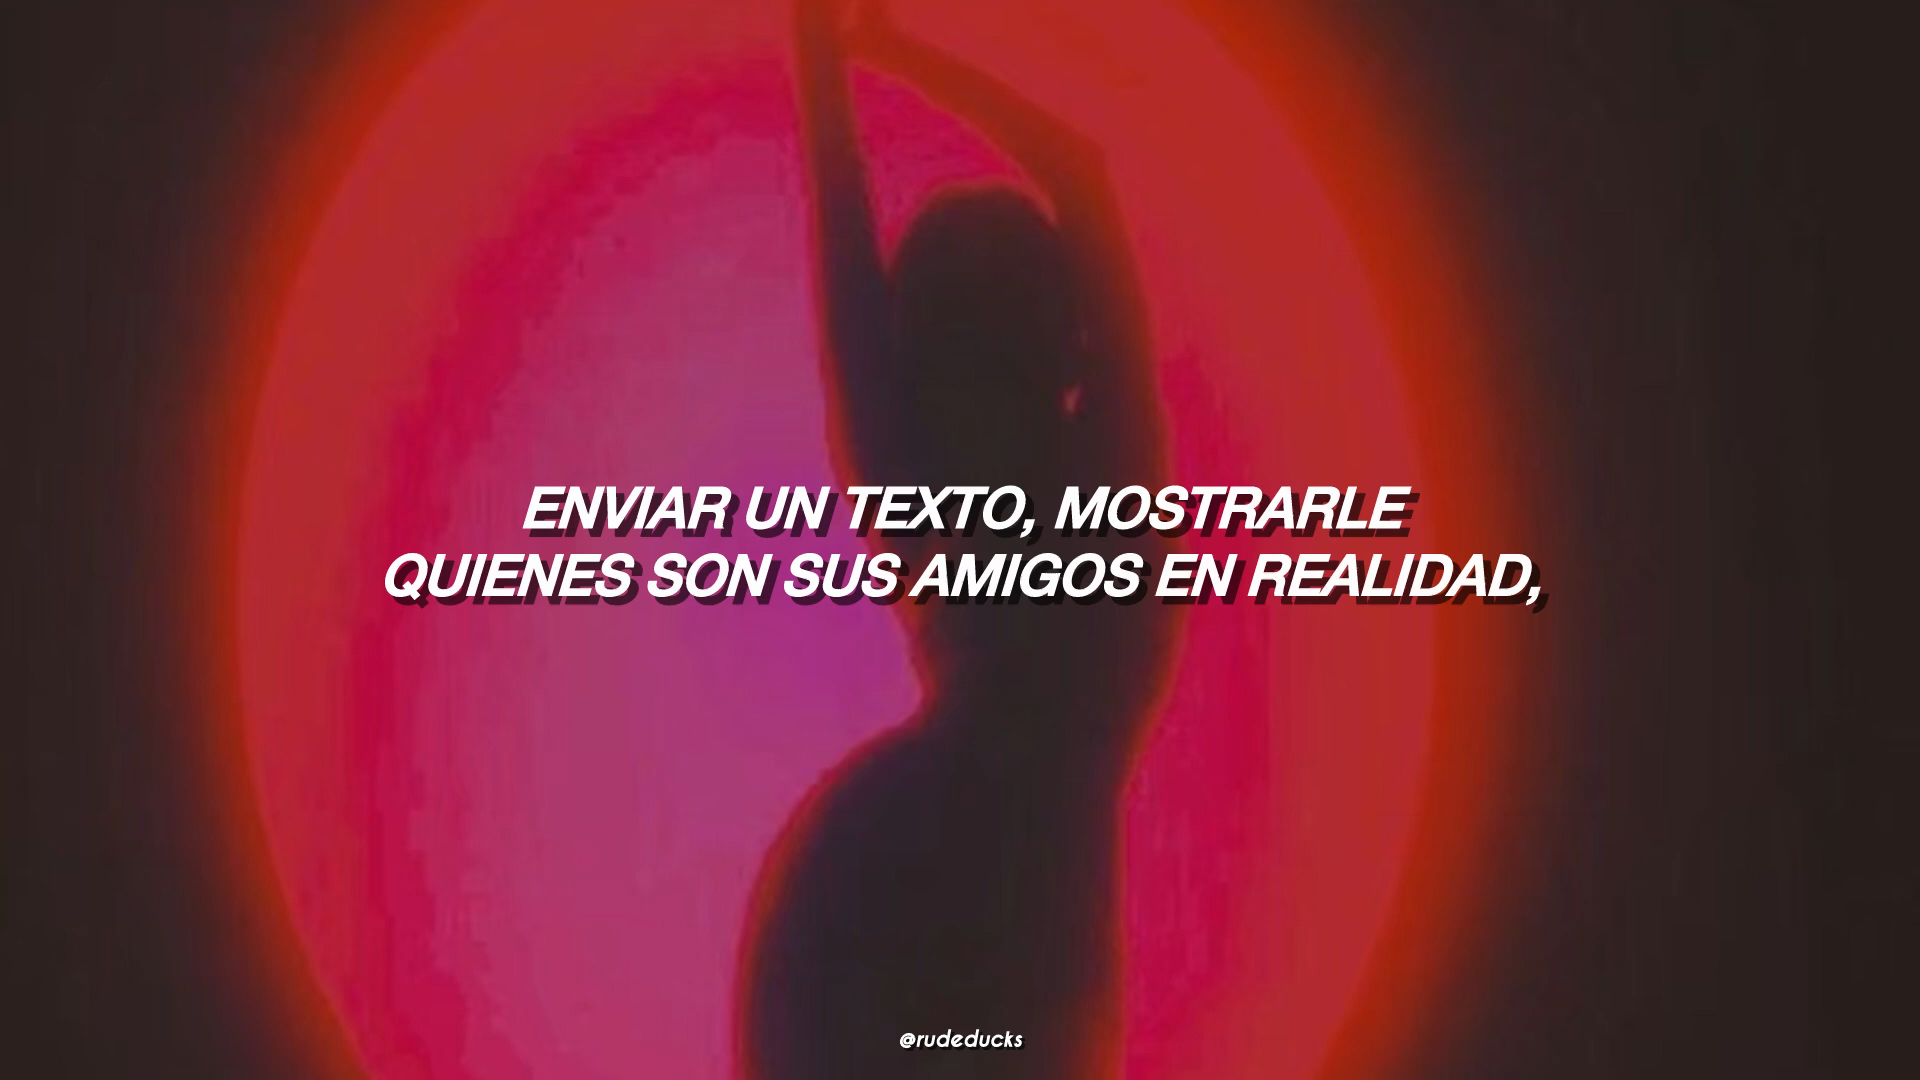 ENVIAR UN TEXTO, MOSTRARLE
QUIENES SON SUS AMIGOS EN REALIDAD,
@rudeducks